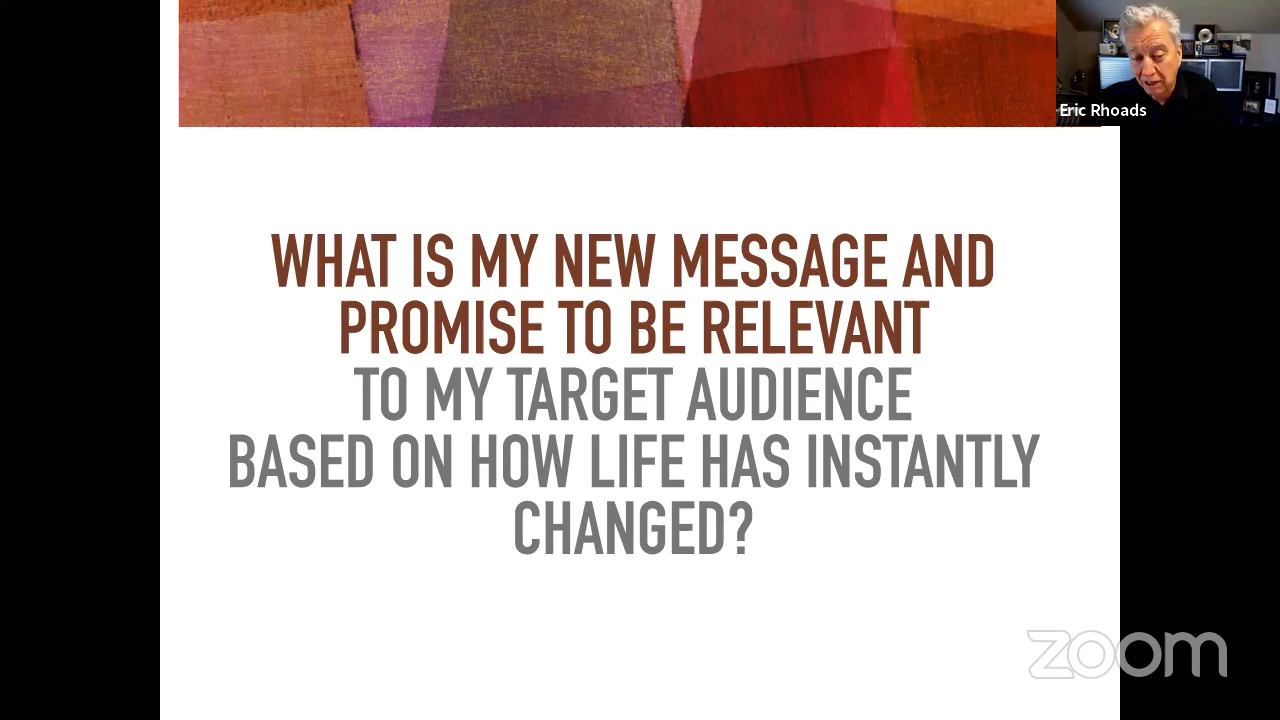 Eric Rhoads
WHAT IS MY NEW MESSAGE AND
PROMISE TO BE RELEVANT
TO MY TARGET AUDIENCE
BASED ON HOW LIFE HAS INSTANTLY
CHANGED?
zoom